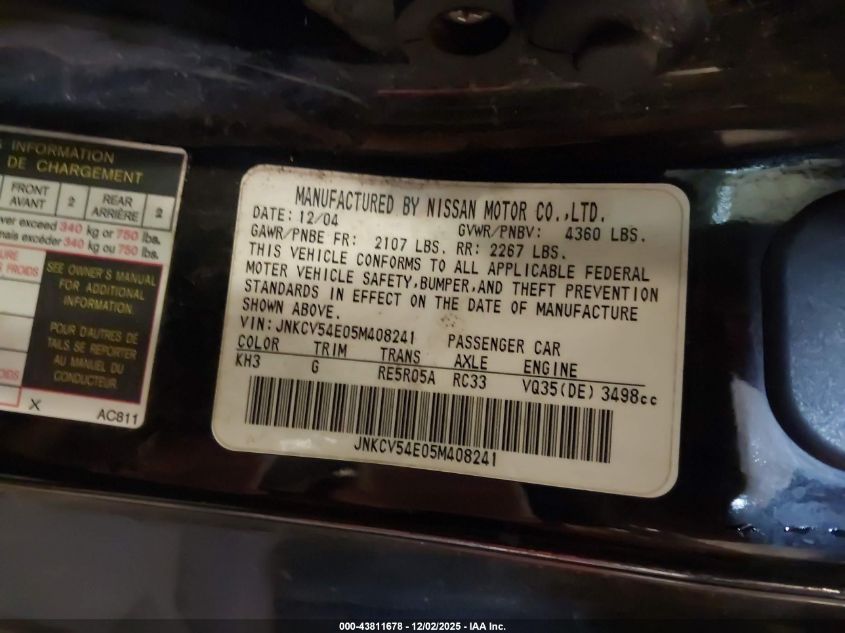 S INFORMATION
DE CHARGEMENT
FRONT
AVANT
2
REAR
ARRIÈRE
2
ver exceed 340 kg or 750 lbs.
mais excéder 340 kg ou 750 lbs.
URE
S FROIDS
SEE OWNER'S MANUAL
FOR ADDITIONAL
INFORMATION.
POUR D'AUTRES DE-
TAILS SE REPORTER
AU MANUEL DU
CONDUCTEUR.
X
AC811
MANUFACTURED BY NISSAN MOTOR CO.,LTD.
DATE: 12/04 GVWR/PNBV: 4360 LBS.
GAWR/PNBE FR: 2107 LBS. RR: 2267 LBS.
THIS VEHICLE CONFORMS TO ALL APPLICABLE FEDERAL
MOTER VEHICLE SAFETY,BUMPER,AND THEFT PREVENTION
STANDARDS IN EFFECT ON THE DATE OF MANUFACTURE
SHOWN ABOVE.
VIN: JNKCV54E05M408241 PASSENGER CAR
COLOR TRIM TRANS AXLE ENGINE
KH3 G RE5R05A RC33 VQ35(DE) 3498cc
JNKCV54E05M408241
000-43811678 - 12/02/2025 - IAA Inc.